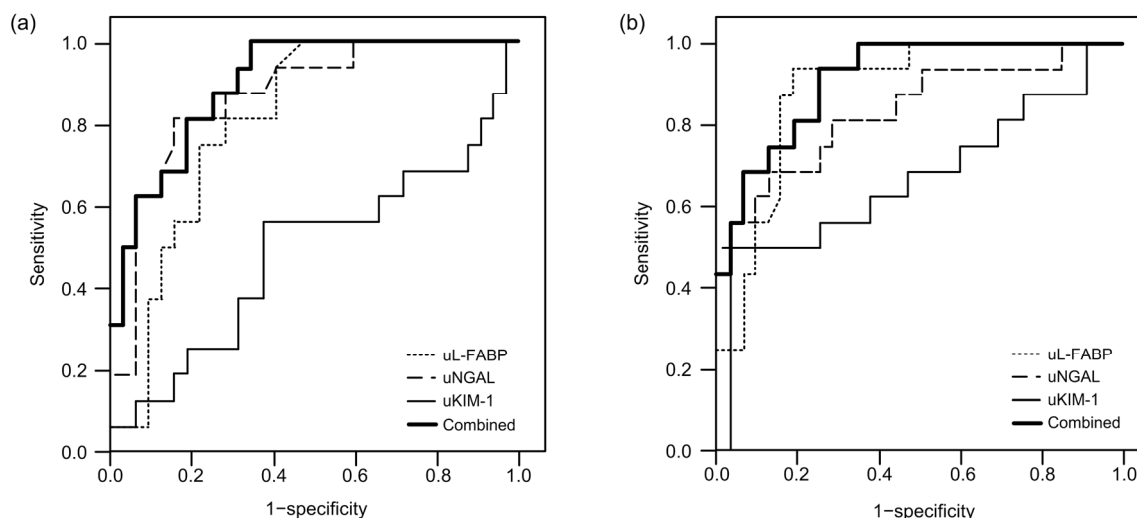 (a)
1.0
0.8
0.6
0.4
0.2
0.0
Sensitivity
uL-FABP
uNGAL
uKIM-1
Combined
0.0 0.2 0.4 0.6 0.8 1.0
1−specificity
(b)
1.0
0.8
0.6
0.4
0.2
0.0
Sensitivity
uL-FABP
uNGAL
uKIM-1
Combined
0.0 0.2 0.4 0.6 0.8 1.0
1−specificity